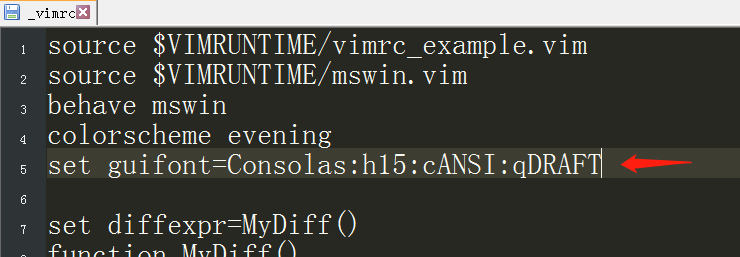 _vimrc
1 source $VIMRUNTIME/vimrc_example.vim
2 source $VIMRUNTIME/mswin.vim
3 behave mswin
4 colorscheme evening
5 set guifont=Consolas:h15:cANSI:qDRAFT
6
7 set diffexpr=MyDiff()
8 function MyDiff()